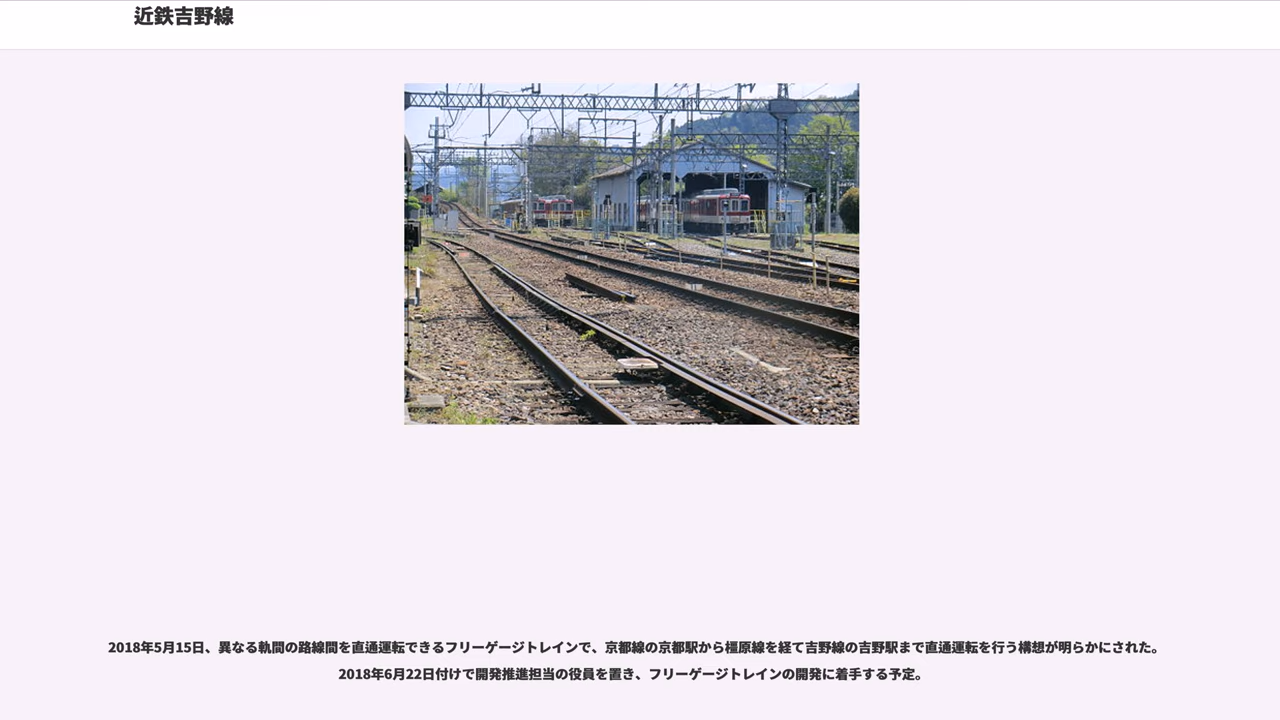 近鉄吉野線
2018年5月15日、異なる軌間の路線間を直通運転できるフリーゲージトレインで、京都線の京都駅から橿原線を経て吉野線の吉野駅まで直通運転を行う構想が明らかにされた。
2018年6月22日付けで開発推進担当の役員を置き、フリーゲージトレインの開発に着手する予定。